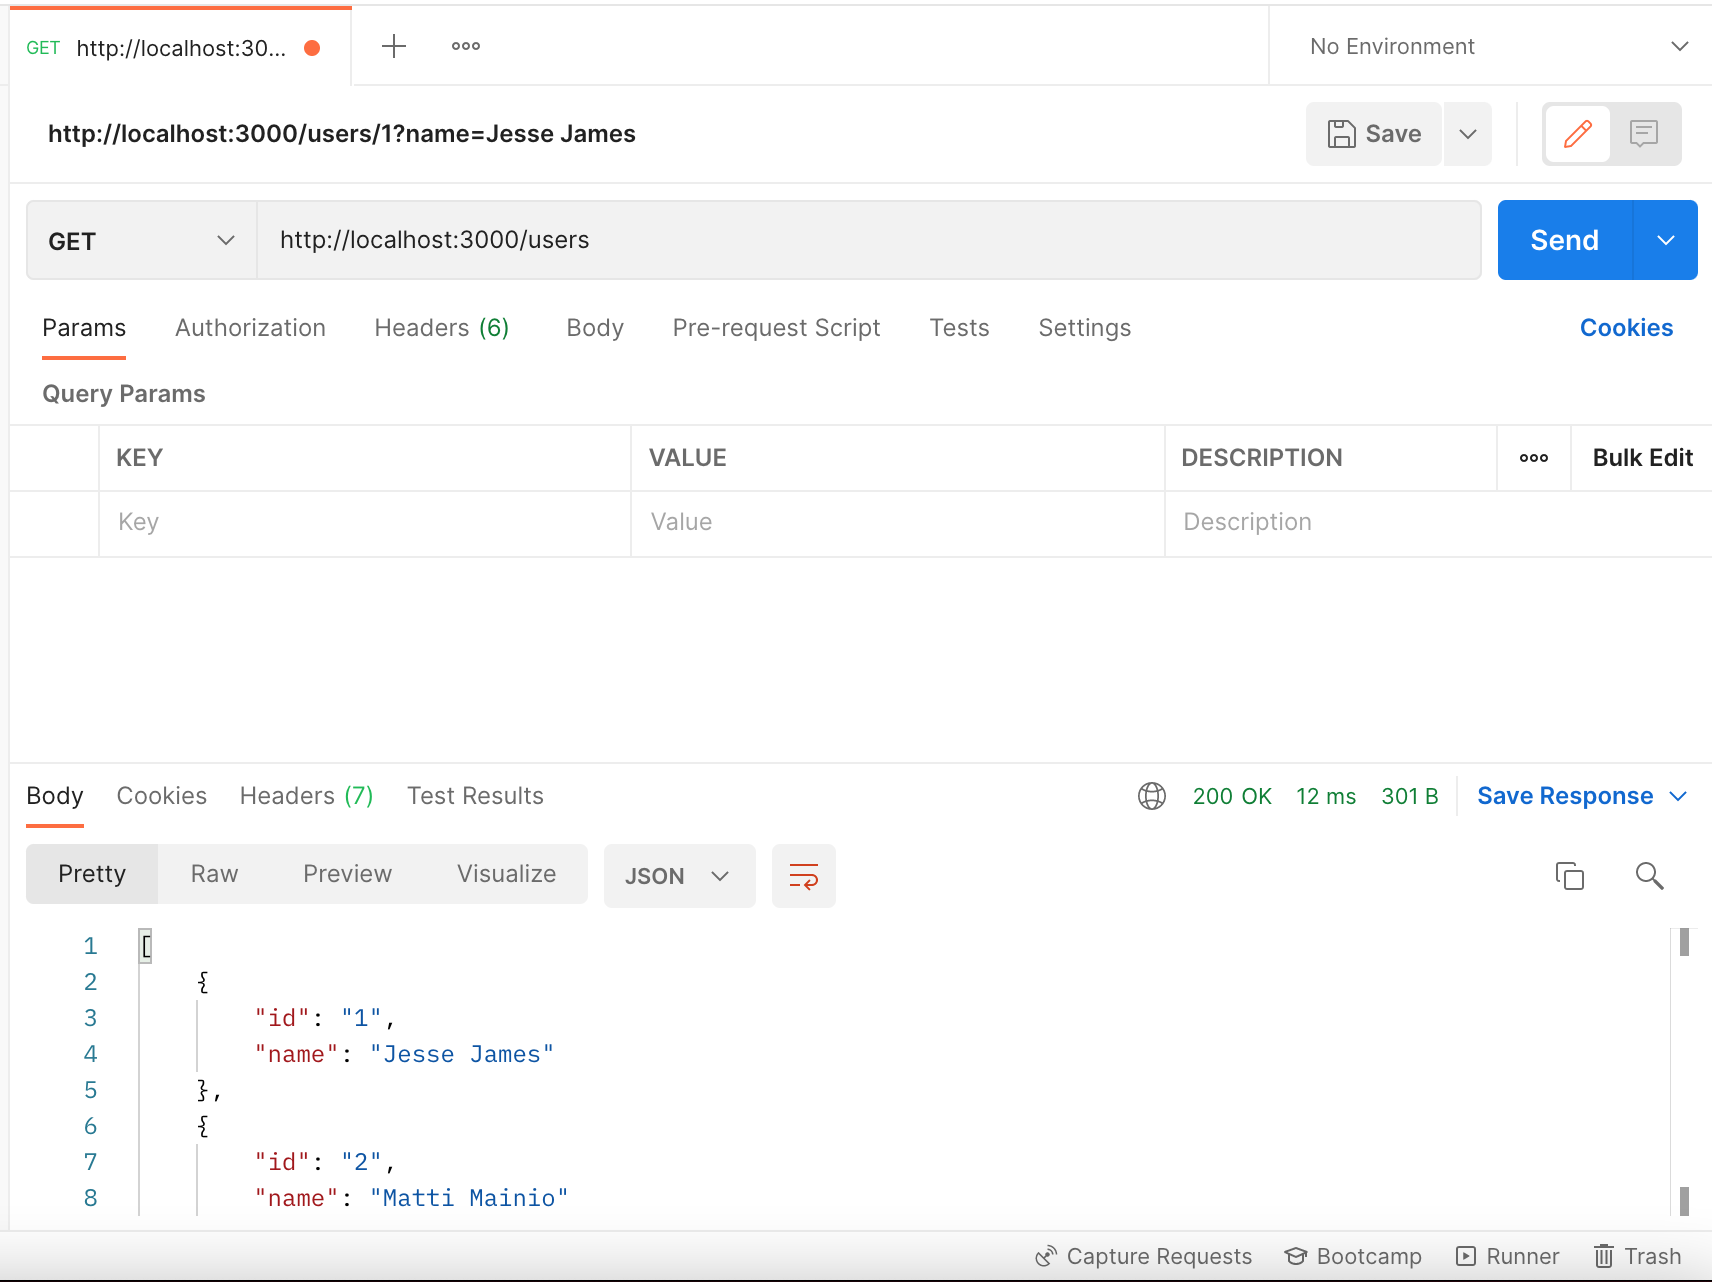 GET http://localhost:30...
No Environment
http://localhost:3000/users/1?name=Jesse James
Save
GET http://localhost:3000/users Send
Params Authorization Headers (6) Body Pre-request Script Tests Settings Cookies
Query Params
KEY VALUE DESCRIPTION Bulk Edit
Key Value Description
Body Cookies Headers (7) Test Results 200 OK 12 ms 301 B Save Response
Pretty Raw Preview Visualize JSON
1 [
2 {
3 "id": "1",
4 "name": "Jesse James"
5 },
6 {
7 "id": "2",
8 "name": "Matti Mainio"
Capture Requests Bootcamp Runner Trash